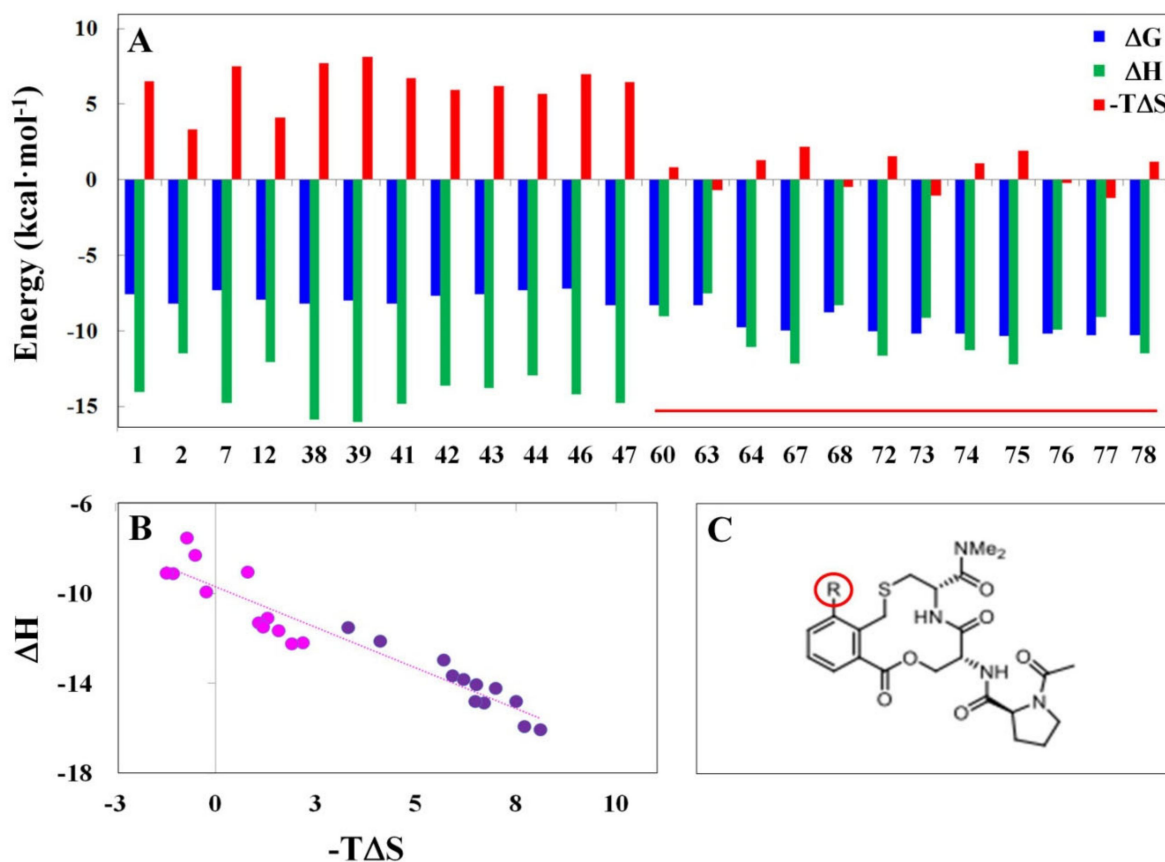 A
ΔG
ΔH
-TΔS
Energy (kcal·mol⁻¹)
10
5
0
-5
-10
-15
1 2 7 12 38 39 41 42 43 44 46 47 60 63 64 67 68 72 73 74 75 76 77 78
B
ΔH
-6
-10
-14
-18
-3 0 3 5 8 10
-TΔS
C
NMe₂
R S O
HN O
O
NH O
O
O N